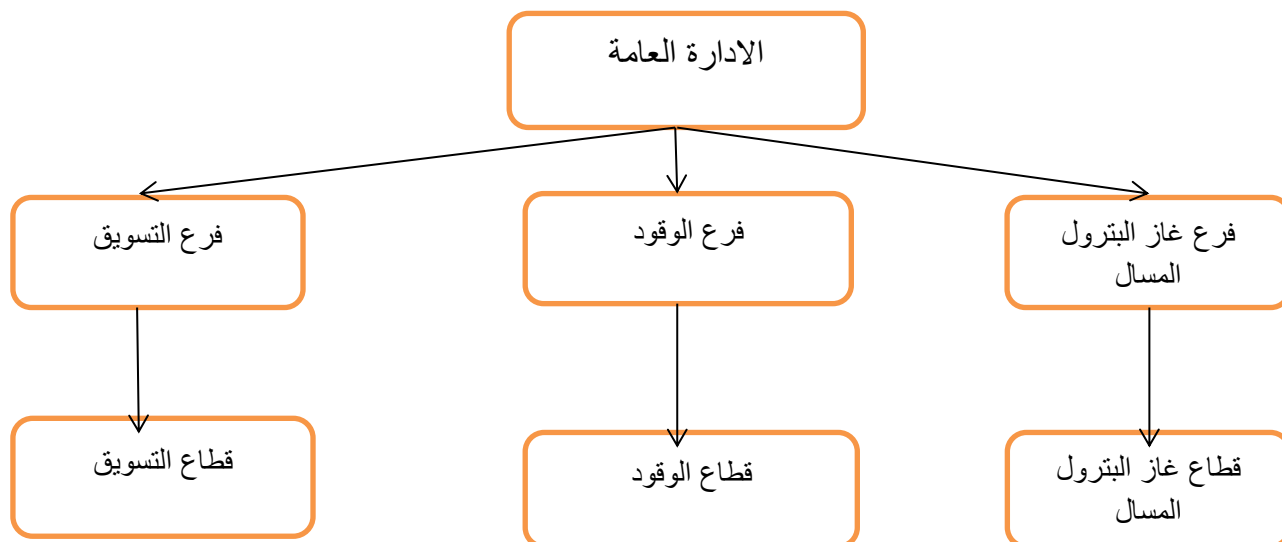 الادارة العامة
فرع غاز البترول
المسال
فرع الوقود
فرع التسويق
قطاع غاز البترول
المسال
قطاع الوقود
قطاع التسويق